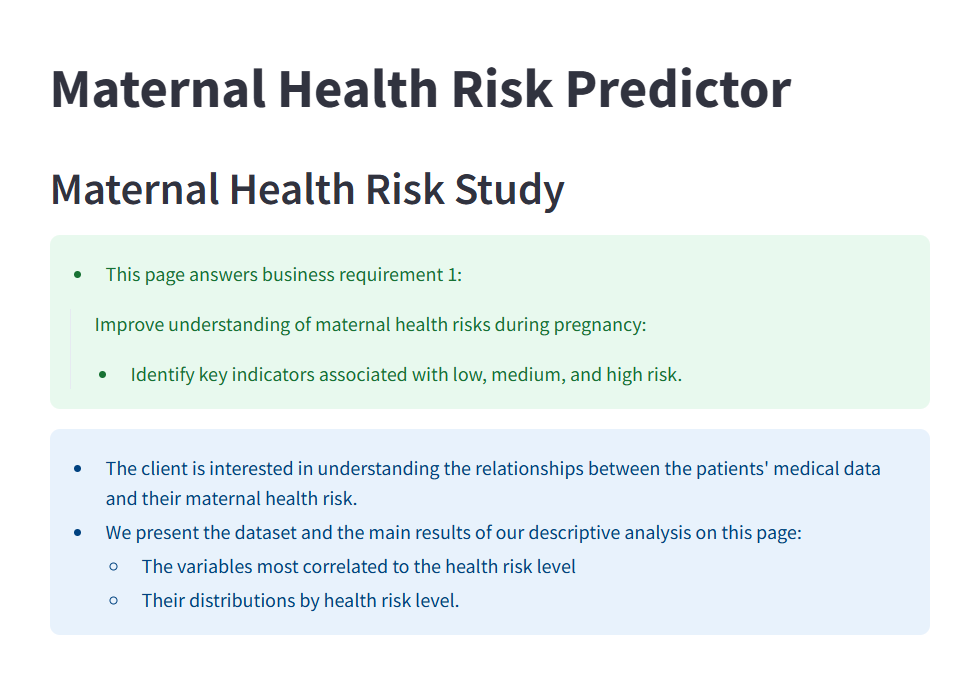 Maternal Health Risk Predictor
Maternal Health Risk Study
• This page answers business requirement 1:
Improve understanding of maternal health risks during pregnancy:
• Identify key indicators associated with low, medium, and high risk.
• The client is interested in understanding the relationships between the patients' medical data
and their maternal health risk.
• We present the dataset and the main results of our descriptive analysis on this page:
○ The variables most correlated to the health risk level
○ Their distributions by health risk level.